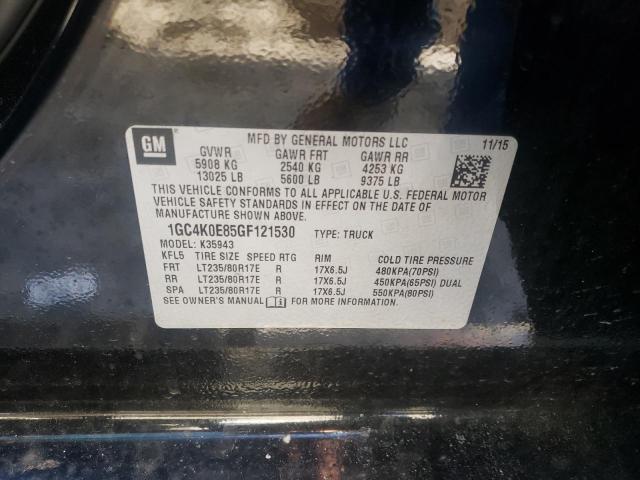 GM
MFD BY GENERAL MOTORS LLC 11/15
GVWR GAWR FRT GAWR RR
5908 KG 2540 KG 4253 KG
13025 LB 5600 LB 9375 LB
THIS VEHICLE CONFORMS TO ALL APPLICABLE U.S. FEDERAL MOTOR
VEHICLE SAFETY STANDARDS IN EFFECT ON THE DATE OF
MANUFACTURE SHOWN ABOVE.
1GC4K0E85GF121530 TYPE: TRUCK
MODEL: K35943
KFL5 TIRE SIZE SPEED RTG RIM COLD TIRE PRESSURE
FRT LT235/80R17E R 17X6.5J 480KPA(70PSI)
RR LT235/80R17E R 17X6.5J 450KPA(65PSI) DUAL
SPA LT235/80R17E R 17X6.5J 550KPA(80PSI)
SEE OWNER'S MANUAL FOR MORE INFORMATION.